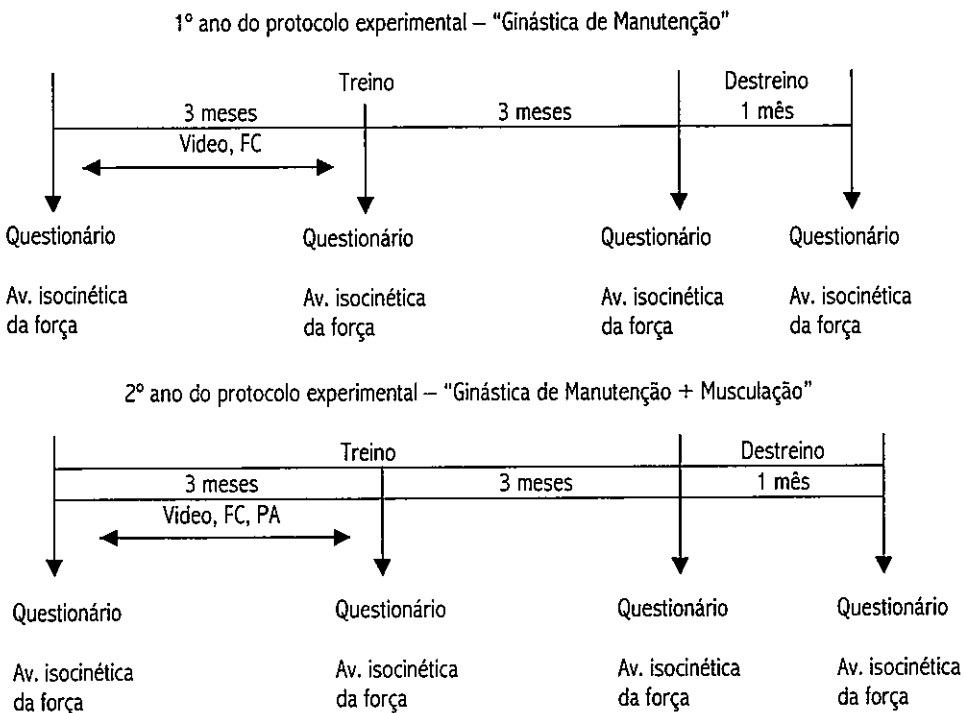 1º ano do protocolo experimental – “Ginástica de Manutenção”
Treino
Destreino
3 meses
3 meses
1 mês
Video, FC
Questionário
Questionário
Questionário
Questionário
Av. isocinética
da força
Av. isocinética
da força
Av. isocinética
da força
Av. isocinética
da força
2º ano do protocolo experimental – “Ginástica de Manutenção + Musculação”
Treino
Destreino
3 meses
3 meses
1 mês
Video, FC, PA
Questionário
Questionário
Questionário
Questionário
Av. isocinética
da força
Av. isocinética
da força
Av. isocinética
da força
Av. isocinética
da força